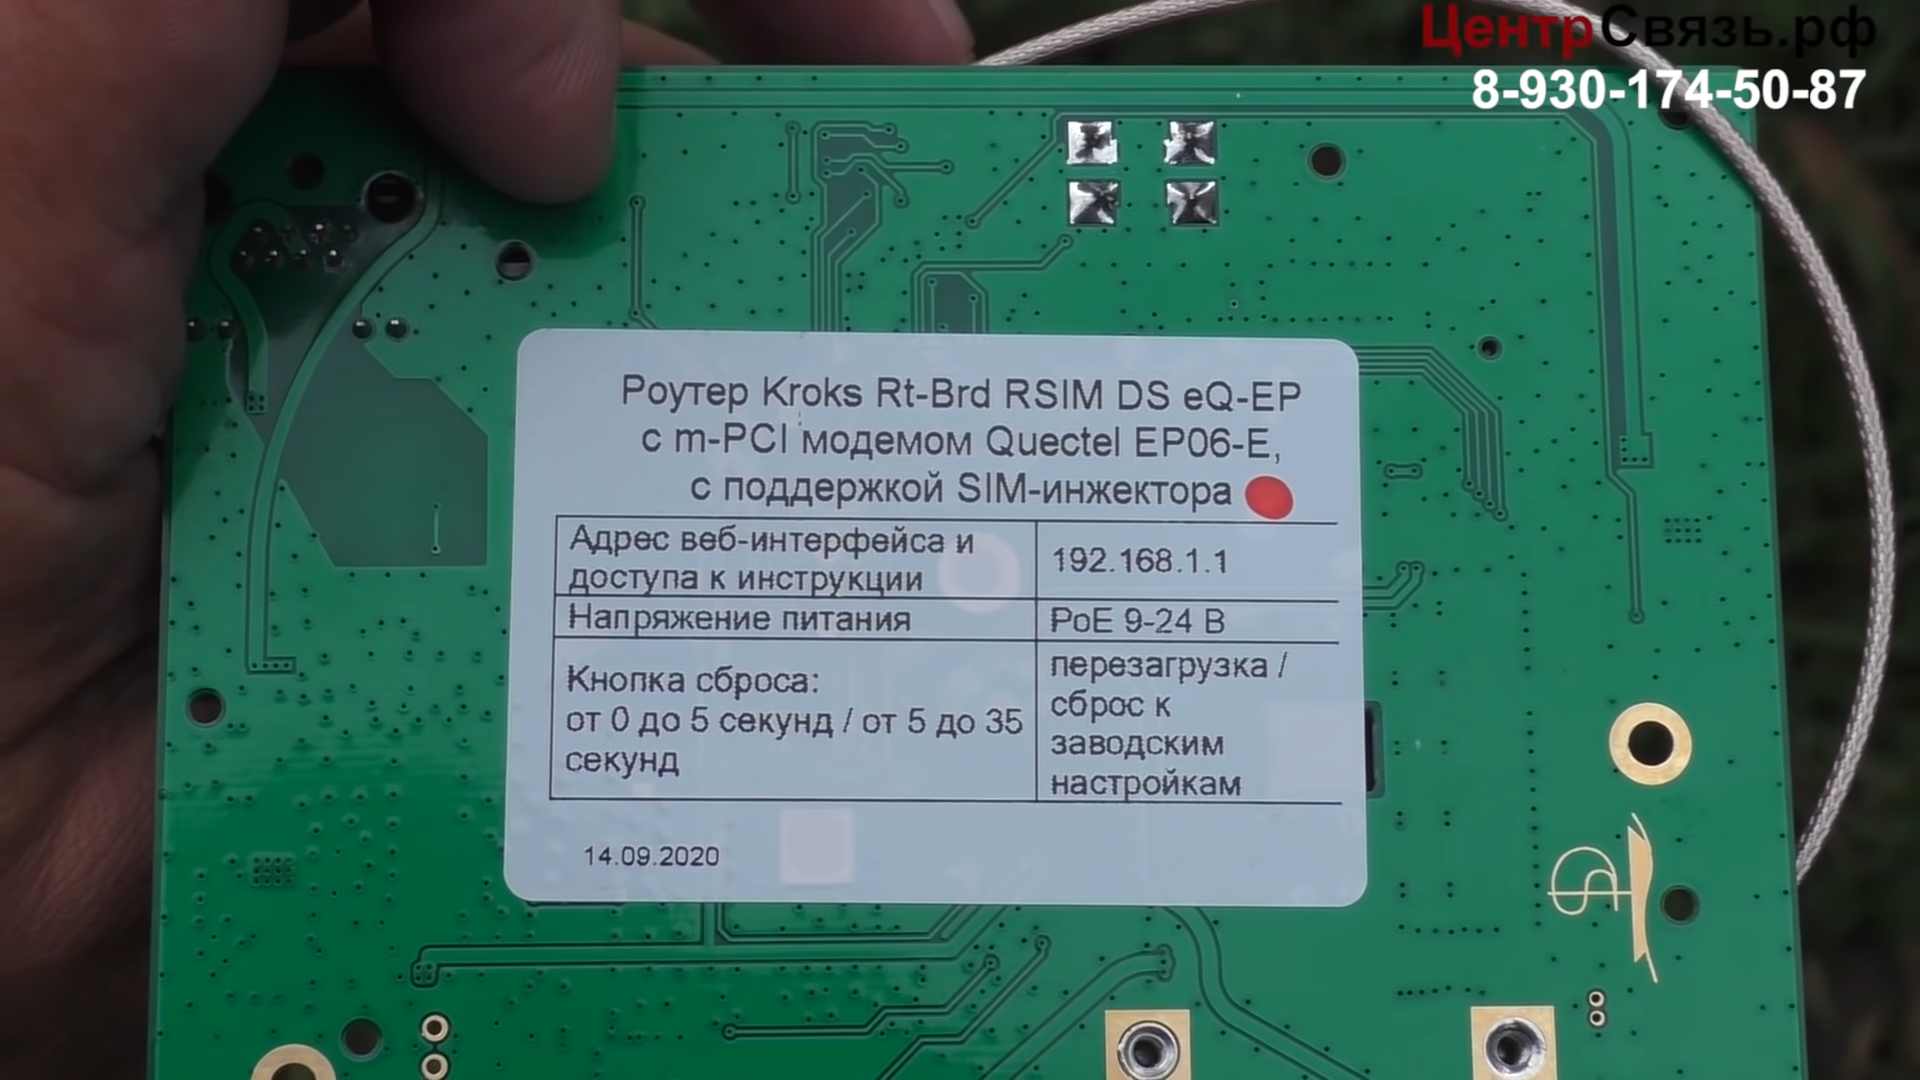 ЦентрСвязь.рф
8-930-174-50-87
Роутер Kroks Rt-Brd RSIM DS eQ-EP
с m-PCI модемом Quectel EP06-E,
с поддержкой SIM-инжектора
Адрес веб-интерфейса и
доступа к инструкции
192.168.1.1
Напряжение питания
PoE 9-24 В
Кнопка сброса:
от 0 до 5 секунд / от 5 до 35
секунд
перезагрузка /
сброс к
заводским
настройкам
14.09.2020